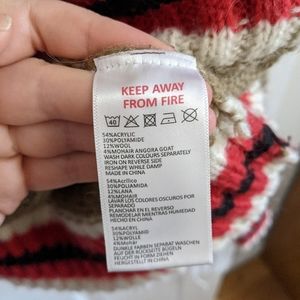 KEEP AWAY
FROM FIRE
40
54%ACRYLIC
30%POLYAMIDE
12%WOOL
4%MOHAIR ANGORA GOAT
WASH DARK COLOURS SEPARATELY
IRON ON REVERSE SIDE
RESHAPE WHILE DAMP
MADE IN CHINA
54%Acrílico
30%POLIAMIDA
12%LANA
4%MOHAIR
LAVAR LOS COLORES OSCUROS POR
SEPARADO
PLANCHAR EN EL REVERSO
REMODELAR MIENTRAS HUMEDAD
HECHO EN CHINA
54%ACRYL
30%POLYAMID
12%WOLLE
4%Mohair
DUNKLE FARBEN SEPARAT WASCHEN
AUF DER RÜCKSEITE BÜGELN
FEUCHT IN FORM ZIEHEN
HERGESTELLT IN CHINA